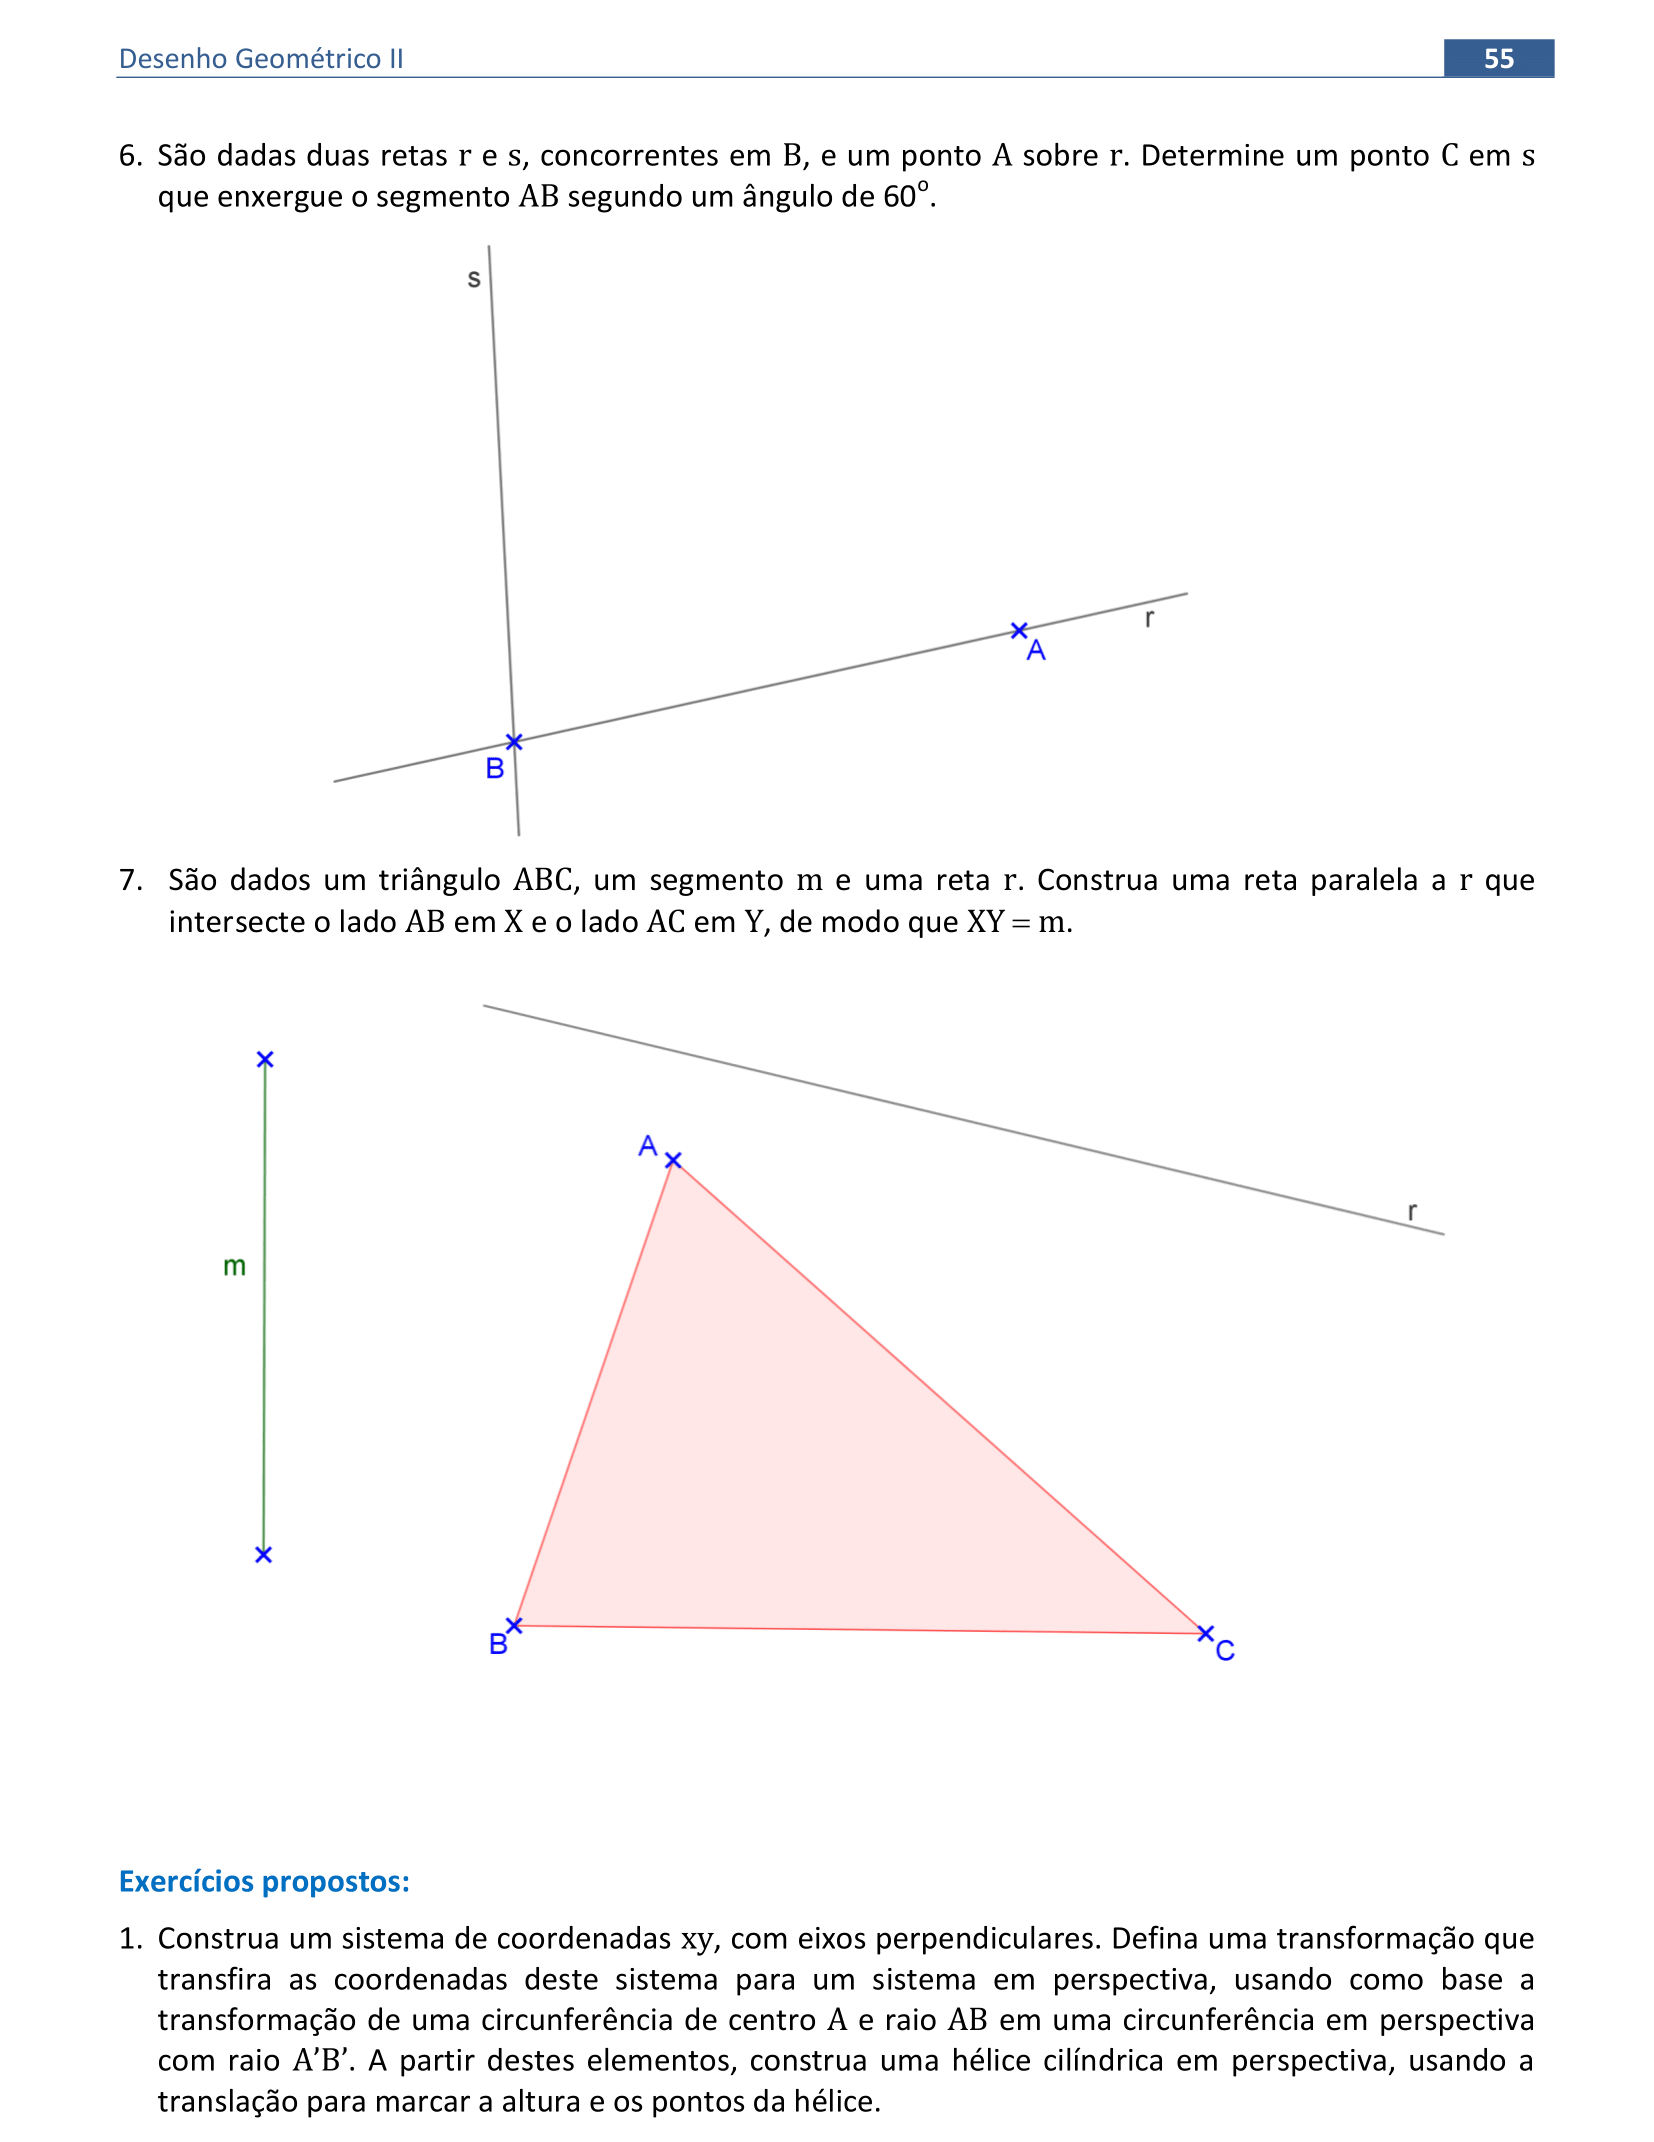 Desenho Geométrico II 55
6. São dadas duas retas r e s, concorrentes em B, e um ponto A sobre r. Determine um ponto C em s
que enxergue o segmento AB segundo um ângulo de 60º.
s
r
A
B
7. São dados um triângulo ABC, um segmento m e uma reta r. Construa uma reta paralela a r que
intersecte o lado AB em X e o lado AC em Y, de modo que XY = m.
A
r
m
B
C
Exercícios propostos:
1. Construa um sistema de coordenadas xy, com eixos perpendiculares. Defina uma transformação que
transfira as coordenadas deste sistema para um sistema em perspectiva, usando como base a
transformação de uma circunferência de centro A e raio AB em uma circunferência em perspectiva
com raio A’B’. A partir destes elementos, construa uma hélice cilíndrica em perspectiva, usando a
translação para marcar a altura e os pontos da hélice.